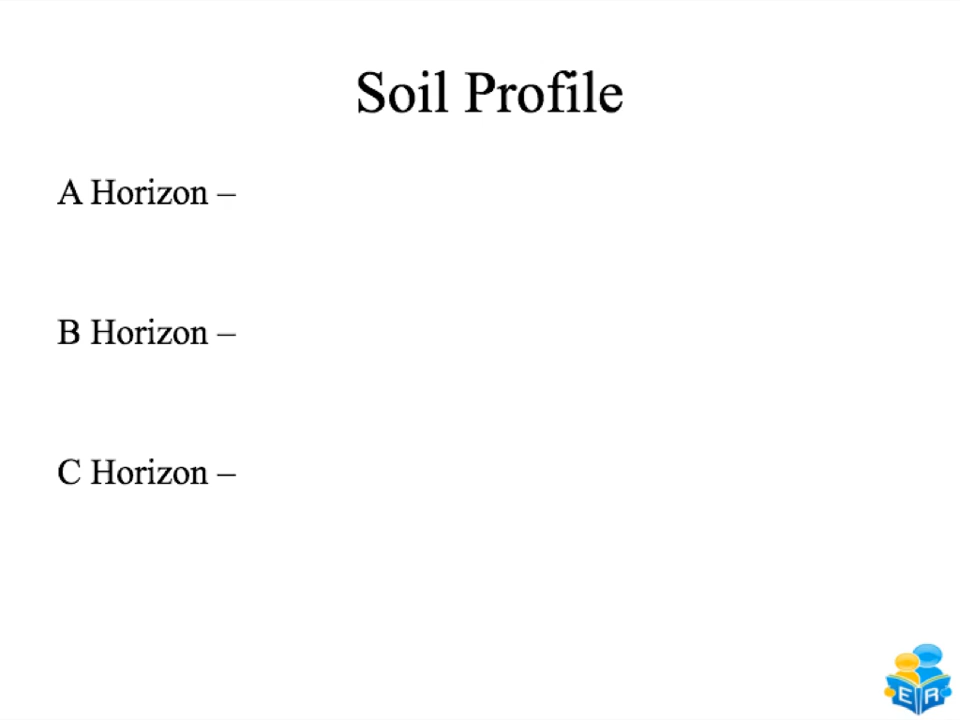 Soil Profile
A Horizon –
B Horizon –
C Horizon –
E R